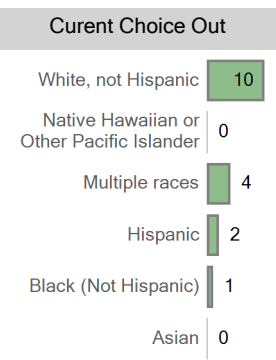 Curent Choice Out
White, not Hispanic 10
Native Hawaiian or
Other Pacific Islander 0
Multiple races 4
Hispanic 2
Black (Not Hispanic) 1
Asian 0